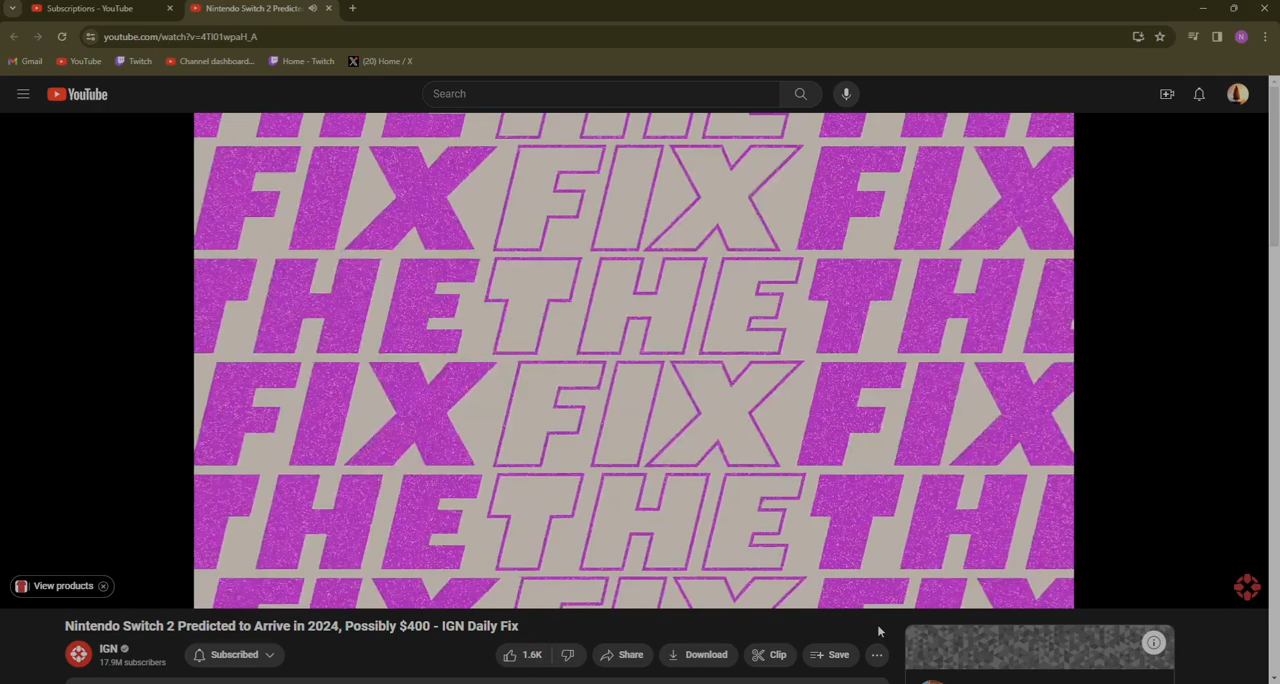 Subscriptions - YouTube
Nintendo Switch 2 Predicte
youtube.com/watch?v=4TI01wpaH_A
N
Gmail
YouTube
Twitch
Channel dashboard...
Home - Twitch
(20) Home / X
YouTube
Search
THE
FIX FIX FIX
THE THE THE
FIX FIX FIX
THE THE THE
FIX
View products
Nintendo Switch 2 Predicted to Arrive in 2024, Possibly $400 - IGN Daily Fix
IGN
17.9M subscribers
Subscribed
1.6K
Share
Download
Clip
Save